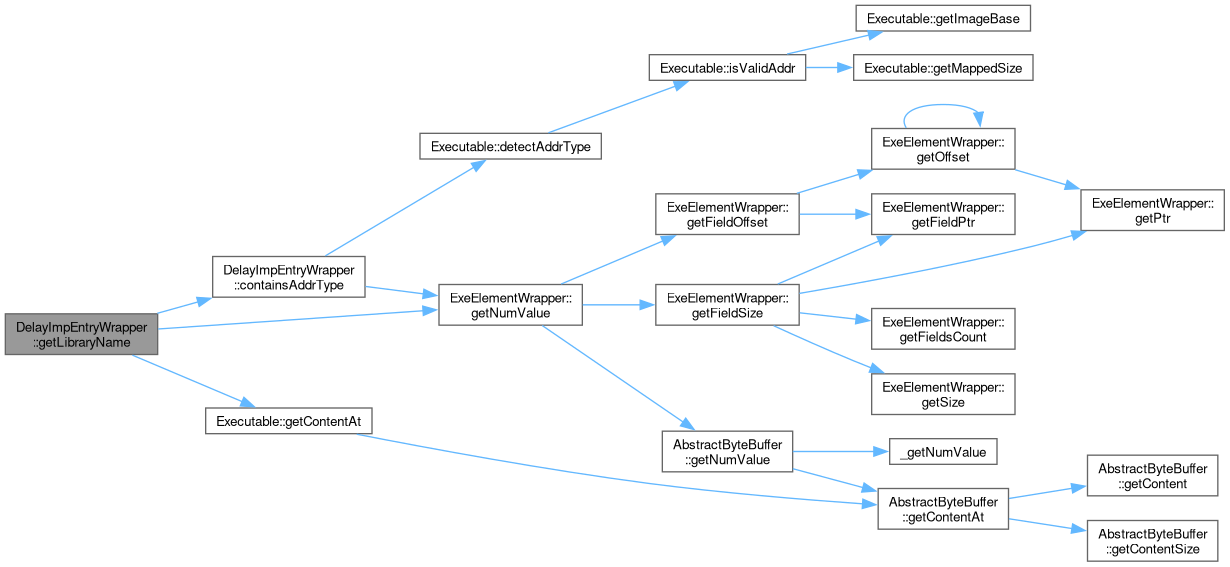 Executable::getImageBase
Executable::isValidAddr
Executable::getMappedSize
Executable::detectAddrType
ExeElementWrapper::
getOffset
ExeElementWrapper::
getFieldOffset
ExeElementWrapper::
getFieldPtr
ExeElementWrapper::
getPtr
DelayImpEntryWrapper
::containsAddrType
ExeElementWrapper::
getNumValue
ExeElementWrapper::
getFieldSize
DelayImpEntryWrapper
::getLibraryName
ExeElementWrapper::
getFieldsCount
ExeElementWrapper::
getSize
Executable::getContentAt
AbstractByteBuffer
::getNumValue
_getNumValue
AbstractByteBuffer
::getContentAt
AbstractByteBuffer
::getContent
AbstractByteBuffer
::getContentSize